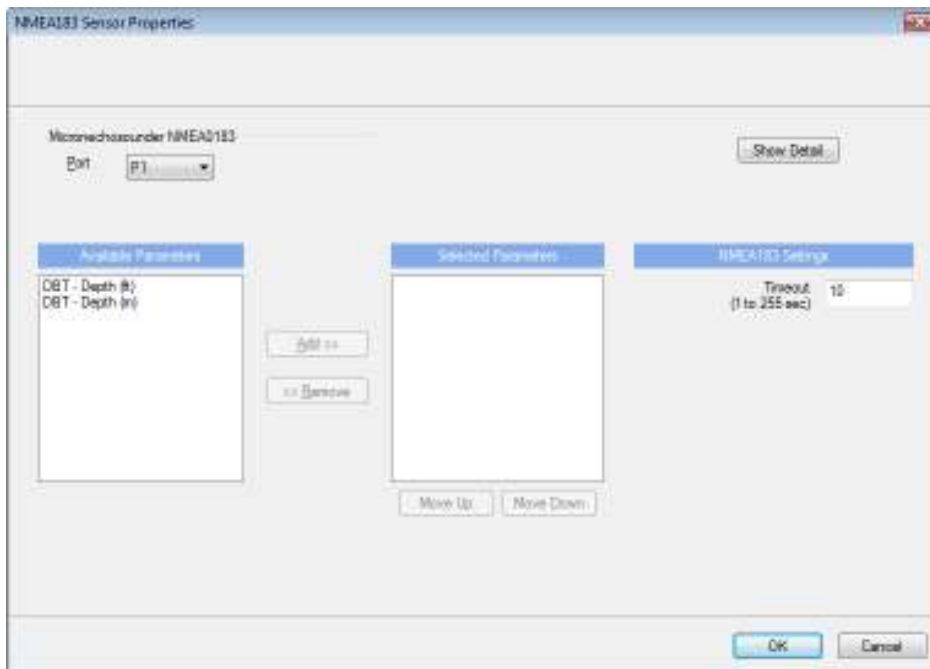 NMEA183 Sensor Properties
Micronechosounder NMEA0183
Port P1
Show Detail
Available Parameters
DBT - Depth (ft)
DBT - Depth (m)
Add >>
<< Remove
Selected Parameters
Move Up Move Down
NMEA183 Settings
Timeout 10
(1 to 255 sec)
OK Cancel